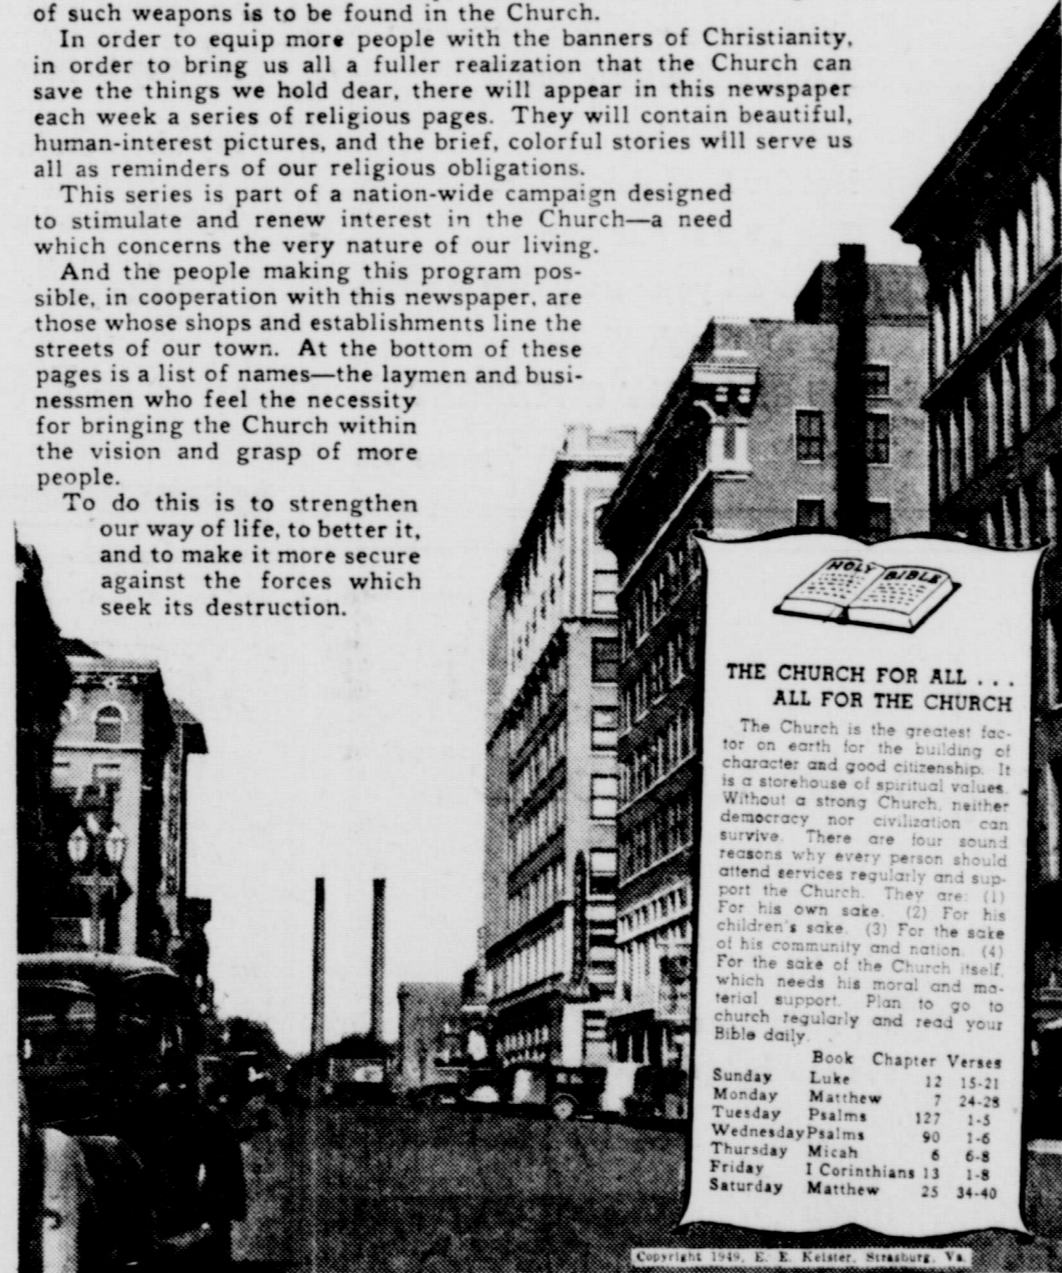 of such weapons is to be found in the Church.
In order to equip more people with the banners of Christianity,
in order to bring us all a fuller realization that the Church can
save the things we hold dear, there will appear in this newspaper
each week a series of religious pages. They will contain beautiful,
human-interest pictures, and the brief, colorful stories will serve us
all as reminders of our religious obligations.
This series is part of a nation-wide campaign designed
to stimulate and renew interest in the Church—a need
which concerns the very nature of our living.
And the people making this program pos-
sible, in cooperation with this newspaper, are
those whose shops and establishments line the
streets of our town. At the bottom of these
pages is a list of names—the laymen and busi-
nessmen who feel the necessity
for bringing the Church within
the vision and grasp of more
people.
To do this is to strengthen
our way of life, to better it,
and to make it more secure
against the forces which
seek its destruction.
HOLY BIBLE
THE CHURCH FOR ALL . . .
ALL FOR THE CHURCH
The Church is the greatest fac-
tor on earth for the building of
character and good citizenship. It
is a storehouse of spiritual values.
Without a strong Church, neither
democracy nor civilization can
survive. There are four sound
reasons why every person should
attend services regularly and sup-
port the Church. They are: (1)
For his own sake. (2) For his
children's sake. (3) For the sake
of his community and nation. (4)
For the sake of the Church itself,
which needs his moral and ma-
terial support. Plan to go to
church regularly and read your
Bible daily.
Book Chapter Verses
Sunday Luke 12 15-21
Monday Matthew 7 24-28
Tuesday Psalms 127 1-5
Wednesday Psalms 90 1-6
Thursday Micah 6 6-8
Friday I Corinthians 13 1-8
Saturday Matthew 25 34-40
Copyright 1949, E. E. Keister, Strasburg, Va.